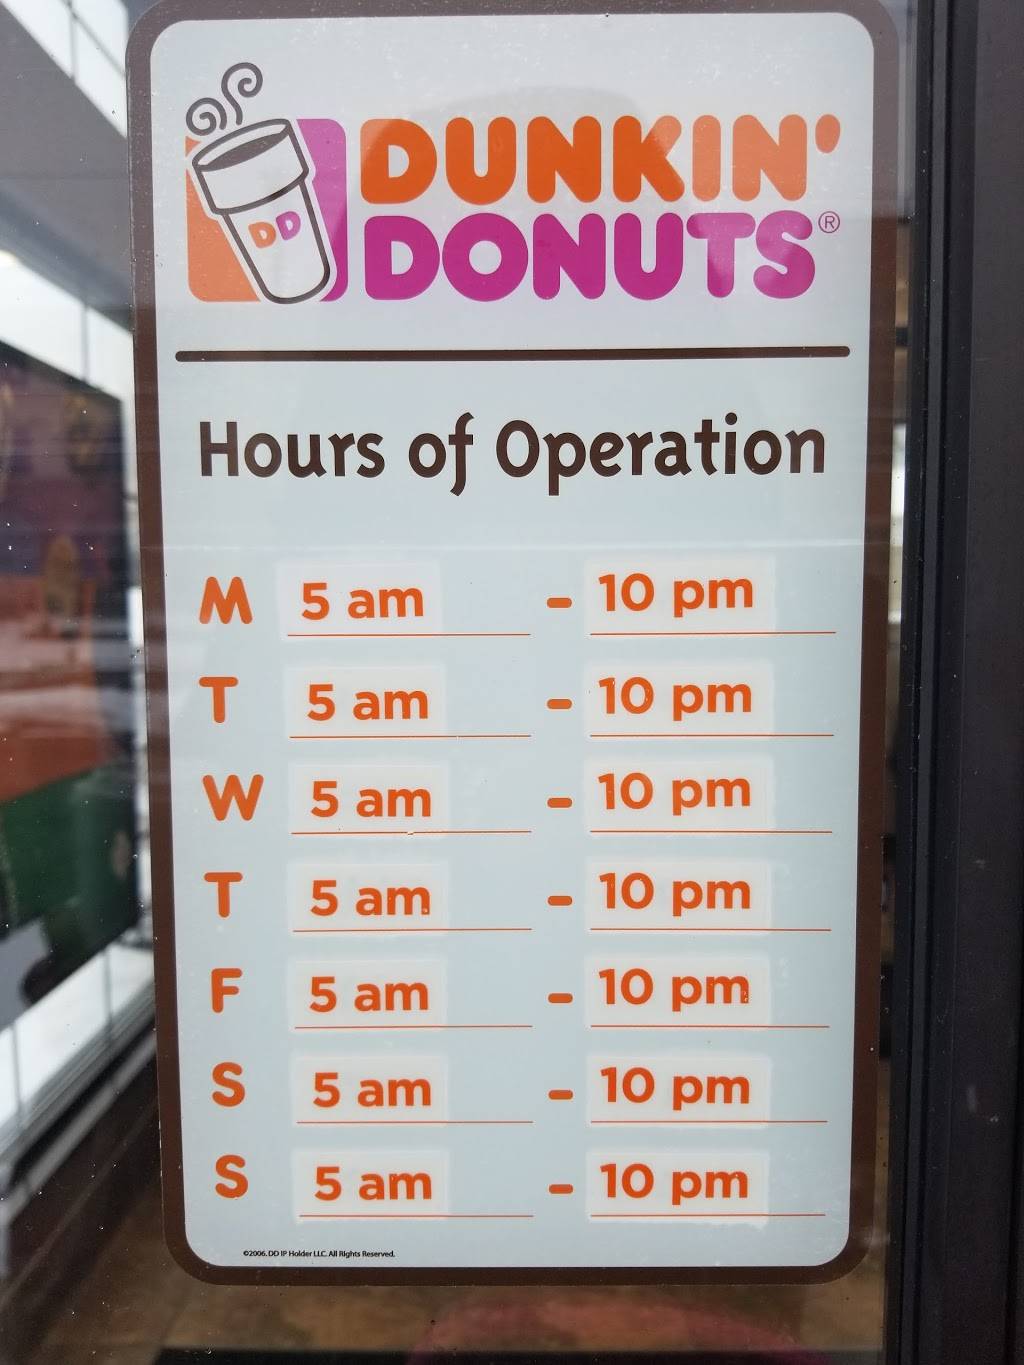 DUNKIN'
DONUTS®
DD
Hours of Operation
M 5 am - 10 pm
T 5 am - 10 pm
W 5 am - 10 pm
T 5 am - 10 pm
F 5 am - 10 pm
S 5 am - 10 pm
S 5 am - 10 pm
©2006. DD IP Holder LLC. All Rights Reserved.